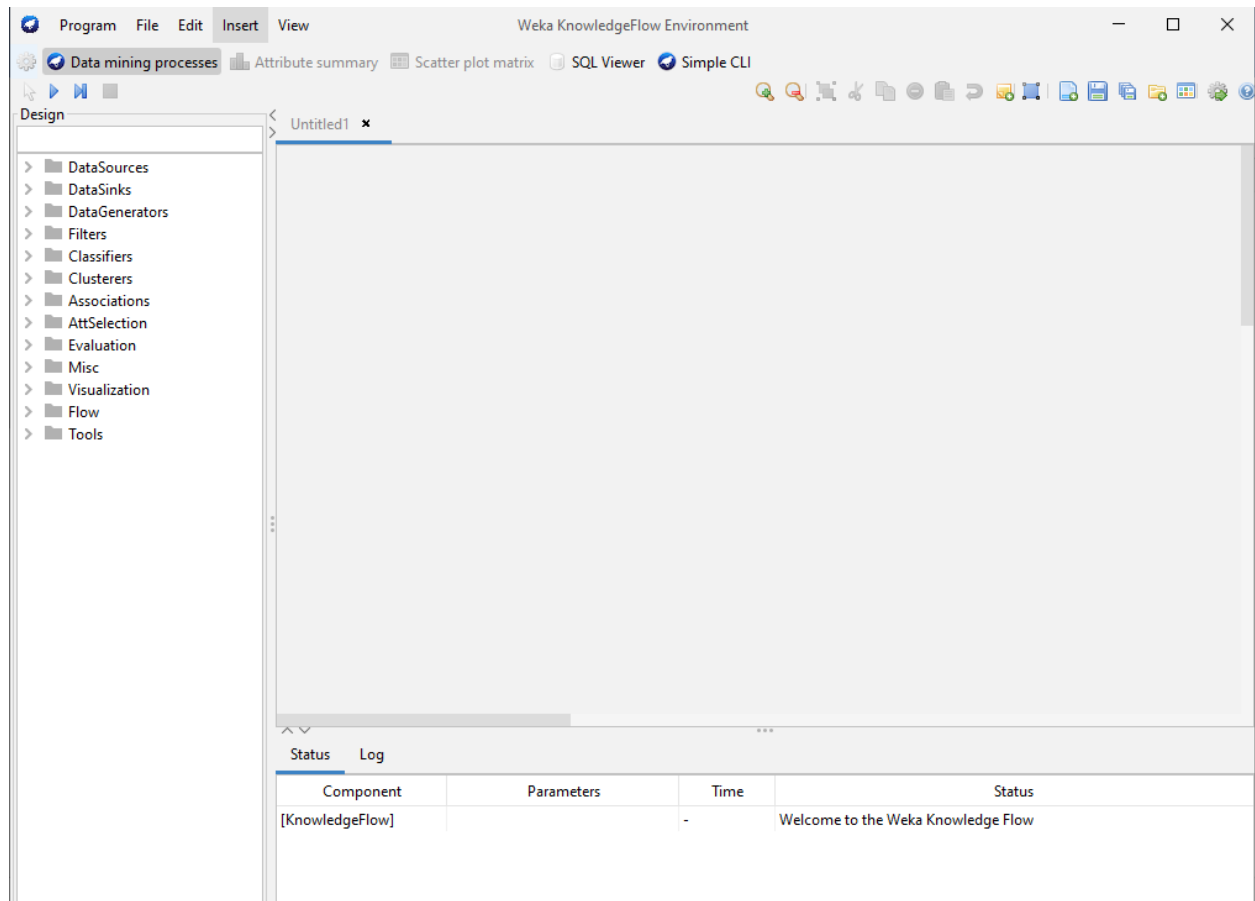 Program File Edit Insert View Weka KnowledgeFlow Environment
Data mining processes Attribute summary Scatter plot matrix SQL Viewer Simple CLI
Design
Untitled1
DataSources
DataSinks
DataGenerators
Filters
Classifiers
Clusterers
Associations
AttSelection
Evaluation
Misc
Visualization
Flow
Tools
Status Log
Component Parameters Time Status
[KnowledgeFlow] - Welcome to the Weka Knowledge Flow